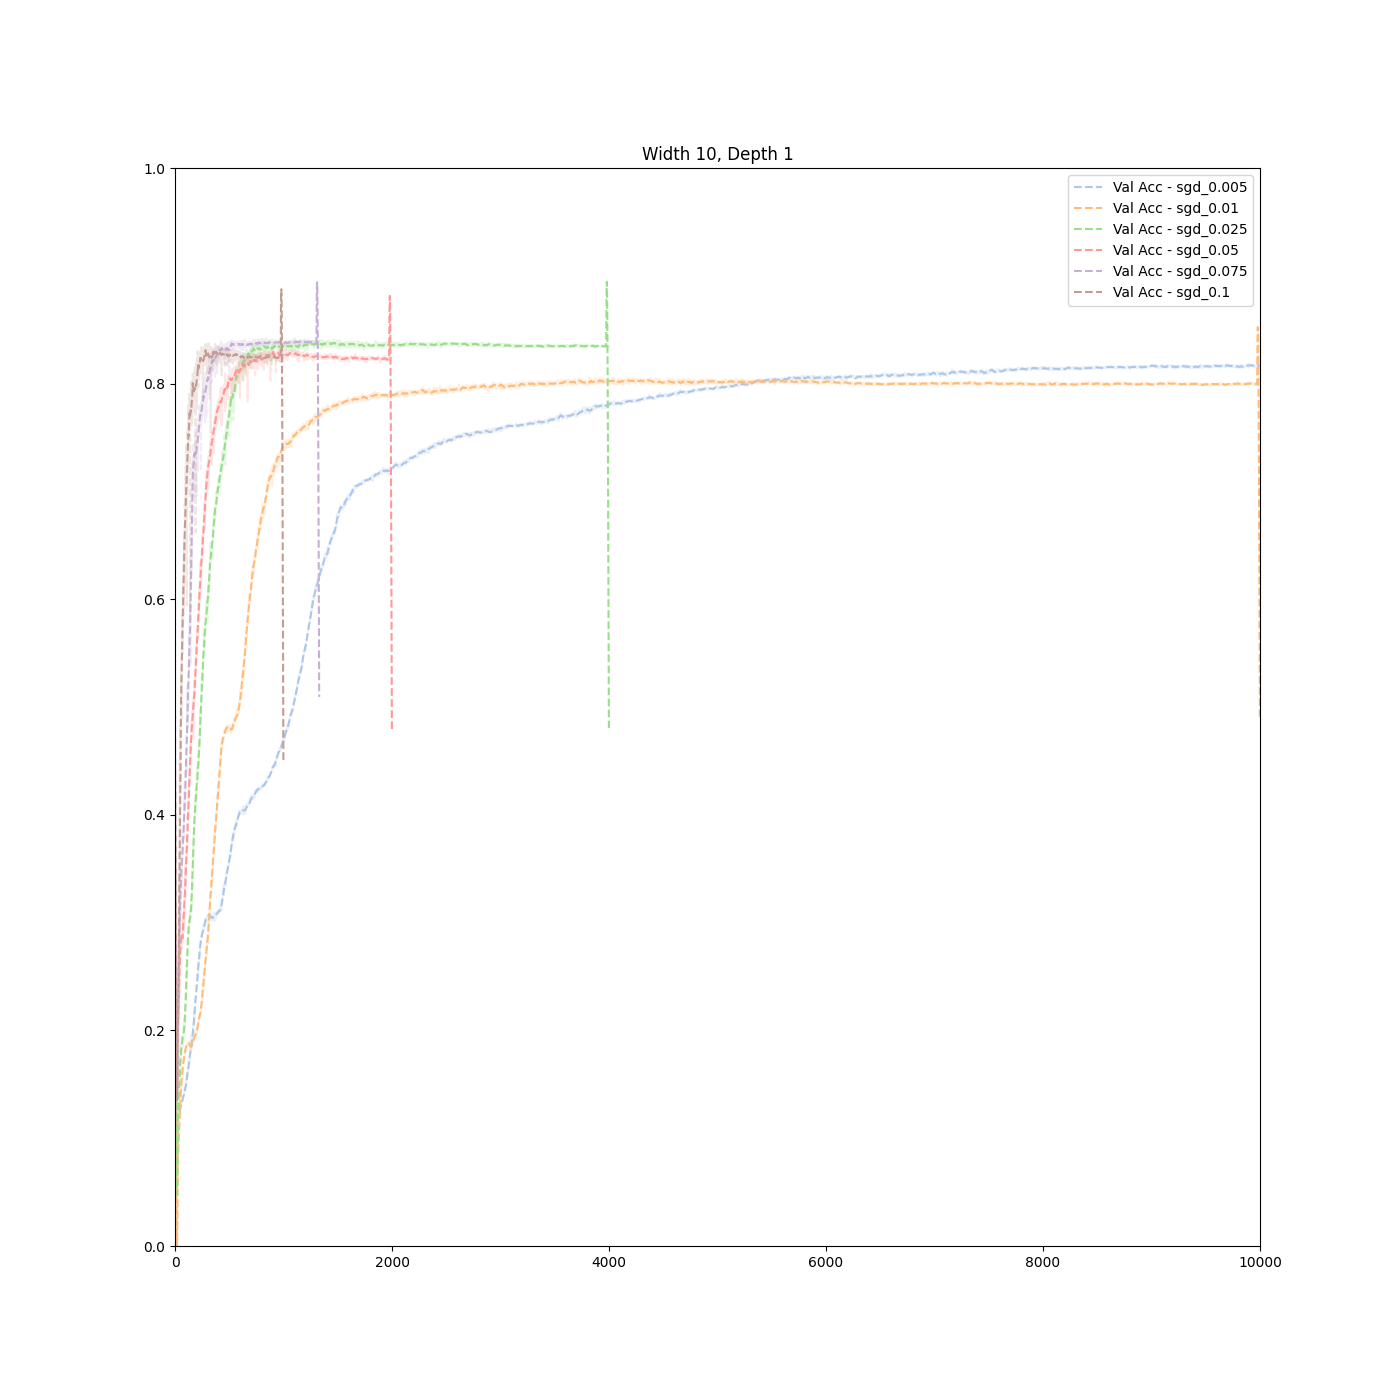 Width 10, Depth 1
1.0
0.8
0.6
0.4
0.2
0.0
0
2000
4000
6000
8000
10000
Val Acc - sgd_0.005
Val Acc - sgd_0.01
Val Acc - sgd_0.025
Val Acc - sgd_0.05
Val Acc - sgd_0.075
Val Acc - sgd_0.1